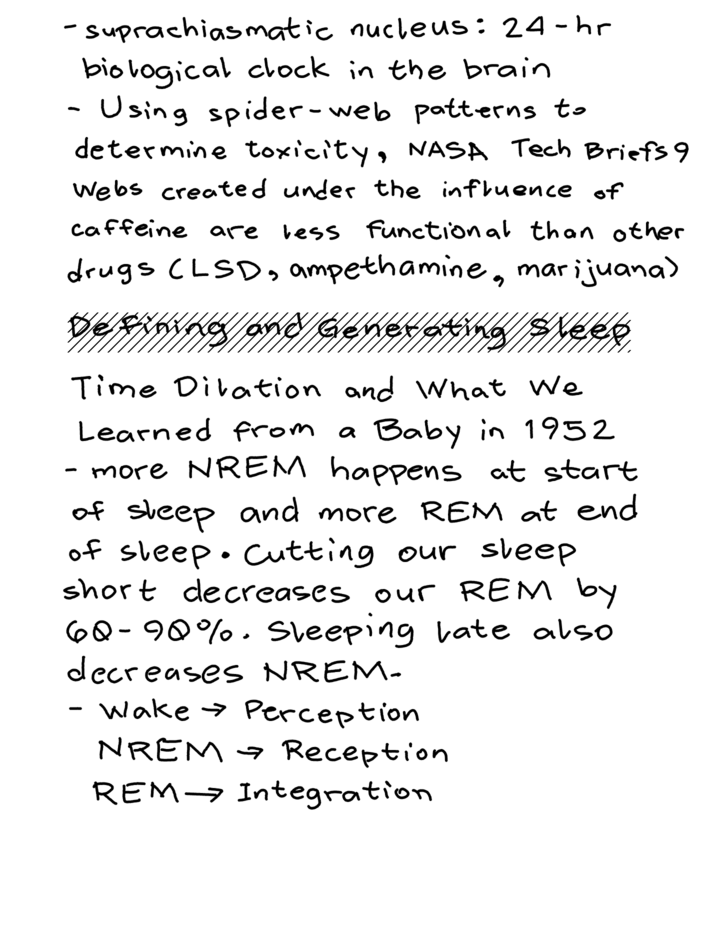 - suprachiasmatic nucleus: 24-hr
biological clock in the brain
- Using spider-web patterns to
determine toxicity, NASA Tech Briefs 9
Webs created under the influence of
caffeine are less functional than other
drugs (LSD, ampethamine, marijuana)
Defining and Generating Sleep
Time Dilation and What We
Learned from a Baby in 1952
- more NREM happens at start
of sleep and more REM at end
of sleep. Cutting our sleep
short decreases our REM by
60-90%. Sleeping late also
decreases NREM.
- Wake → Perception
NREM → Reception
REM → Integration